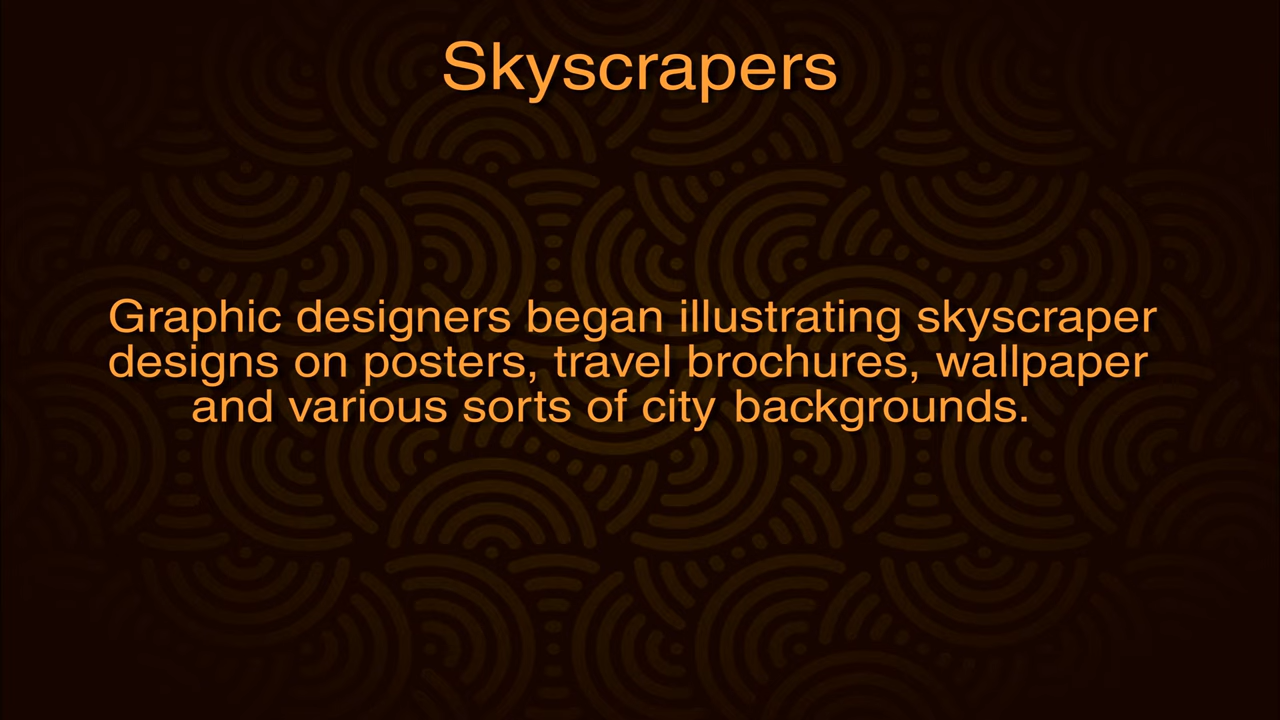 Skyscrapers
Graphic designers began illustrating skyscraper
designs on posters, travel brochures, wallpaper
and various sorts of city backgrounds.